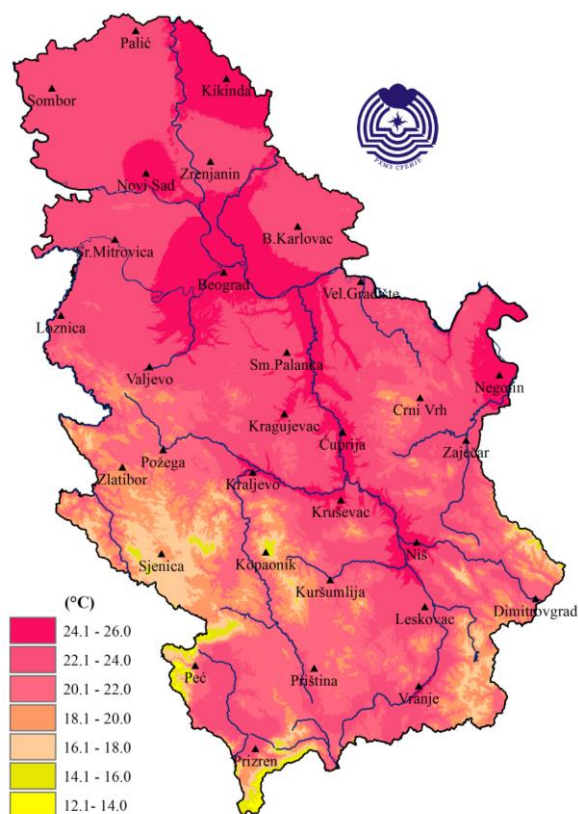 Palić
Kikinda
Sombor
Zrenjanin
Novi Sad
B.Karlovac
Sr.Mitrovica
Beograd
Vel.Gradište
Loznica
Sm.Palanka
Valjevo
Negotin
Crni Vrh
Kragujevac
Ćuprija
Zaječar
Požega
Zlatibor
Kraljevo
Kruševac
Niš
Sjenica
Kopaonik
Kuršumlija
Dimitrovgrad
Leskovac
(°C)
24.1 - 26.0
22.1 - 24.0
20.1 - 22.0
18.1 - 20.0
16.1 - 18.0
14.1 - 16.0
12.1- 14.0
Peć
Priština
Vranje
Prizren